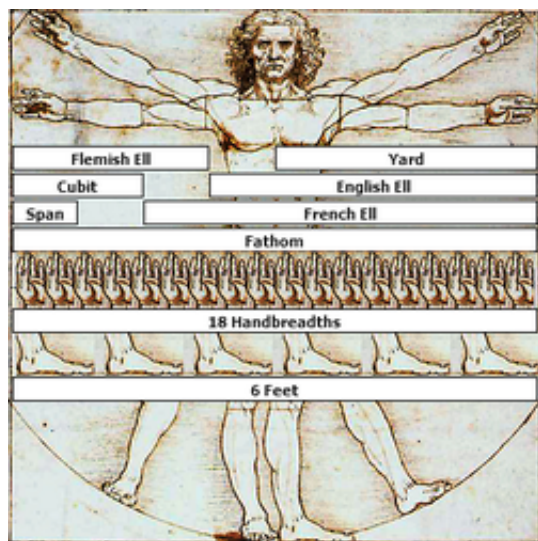 Flemish Ell Yard
Cubit English Ell
Span French Ell
Fathom
18 Handbreadths
6 Feet